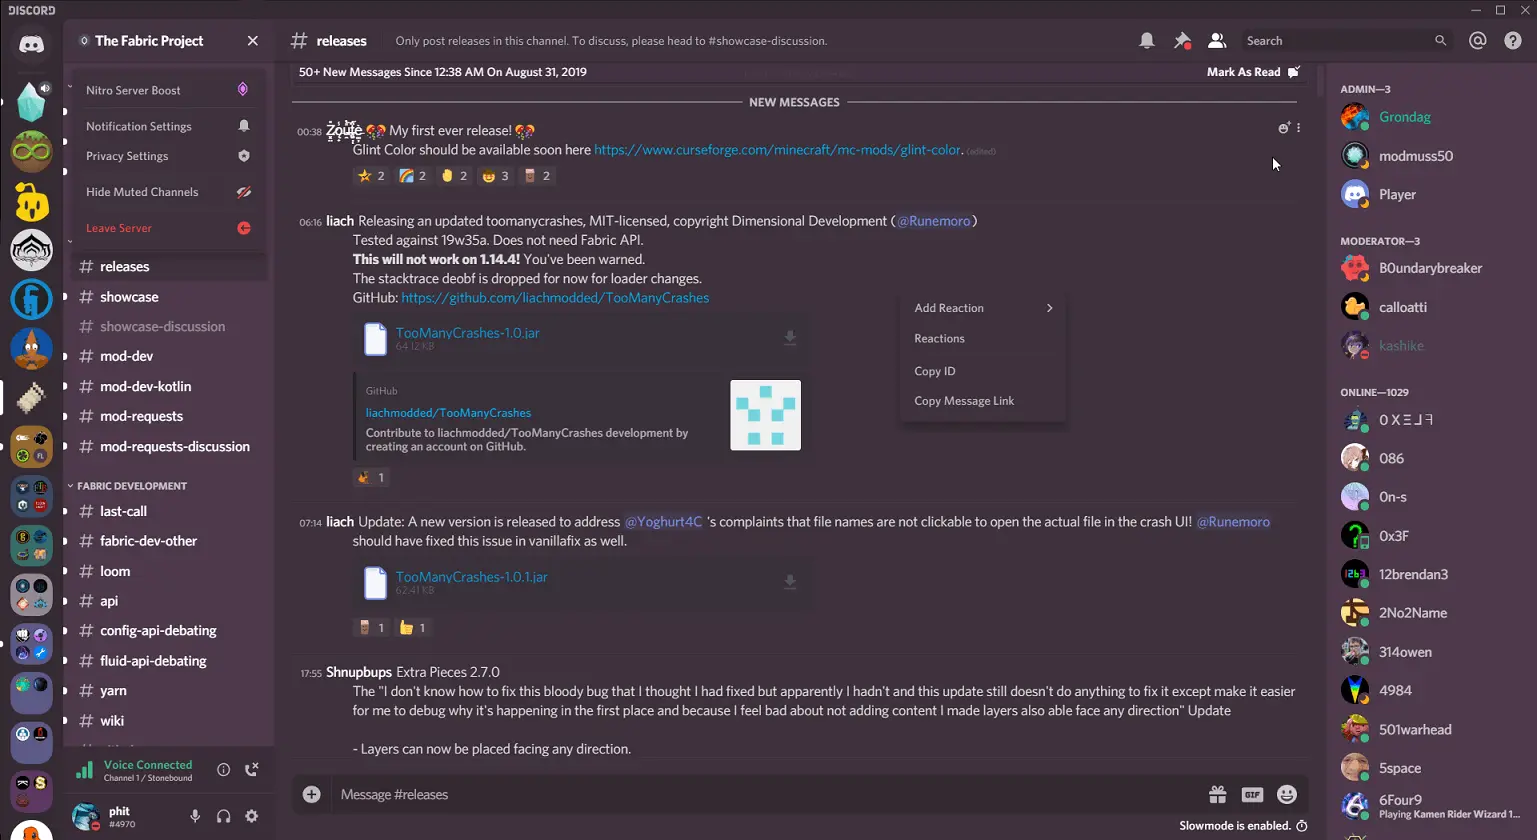 DISCORD
The Fabric Project
Nitro Server Boost
Notification Settings
Privacy Settings
Hide Muted Channels
Leave Server
# releases
# showcase
# showcase-discussion
# mod-dev
# mod-dev-kotlin
# mod-requests
# mod-requests-discussion
FABRIC DEVELOPMENT
# last-call
# fabric-dev-other
# loom
# api
# config-api-debating
# fluid-api-debating
# yarn
# wiki
Voice Connected
Channel 1 / Stonebound
phit
#4970
# releases Only post releases in this channel. To discuss, please head to #showcase-discussion.
Search
50+ New Messages Since 12:38 AM On August 31, 2019 Mark As Read
NEW MESSAGES
00:38 Zoute My first ever release!
Glint Color should be available soon here https://www.curseforge.com/minecraft/mc-mods/glint-color. (edited)
2 2 2 3 2
06:16 liach Releasing an updated toomanycrashes, MIT-licensed, copyright Dimensional Development (@Runemoro)
Tested against 19w35a. Does not need Fabric API.
This will not work on 1.14.4! You've been warned.
The stacktrace deobf is dropped for now for loader changes.
GitHub: https://github.com/liachmodded/TooManyCrashes
TooManyCrashes-1.0.jar
64.12 KB
GitHub
liachmodded/TooManyCrashes
Contribute to liachmodded/TooManyCrashes development by
creating an account on GitHub.
1
Add Reaction
Reactions
Copy ID
Copy Message Link
07:14 liach Update: A new version is released to address @Yoghurt4C 's complaints that file names are not clickable to open the actual file in the crash UI! @Runemoro
should have fixed this issue in vanillafix as well.
TooManyCrashes-1.0.1.jar
62.41 KB
1 1
17:55 Shnupbups Extra Pieces 2.7.0
The "I don't know how to fix this bloody bug that I thought I had fixed but apparently I hadn't and this update still doesn't do anything to fix it except make it easier
for me to debug why it's happening in the first place and because I feel bad about not adding content I made layers also able face any direction" Update
- Layers can now be placed facing any direction.
Message #releases
GIF
Slowmode is enabled.
ADMIN—3
Grondag
modmuss50
Player
MODERATOR—3
B0undarybreaker
calloatti
kashike
ONLINE—1029
086
0n-s
0x3F
12brendan3
2No2Name
314owen
4984
501warhead
5space
6Four9
Playing Kamen Rider Wizard 1...